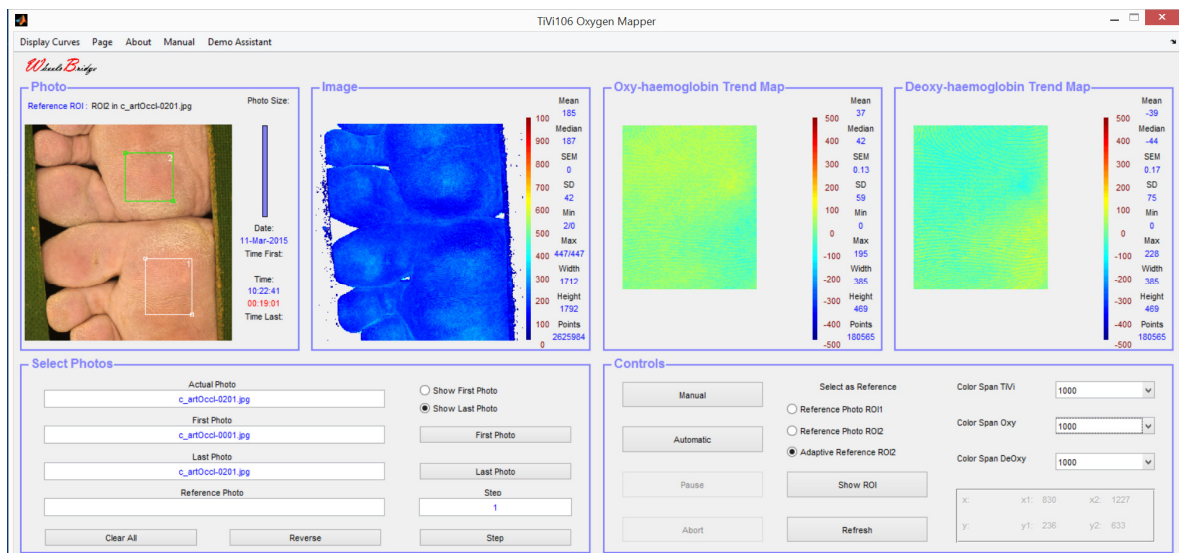 TiVi106 Oxygen Mapper
Display Curves Page About Manual Demo Assistant
WheelsBridge
Photo
Reference ROI : ROI2 in c_artOccl-0201.jpg
Photo Size:
2
1
Date:
11-Mar-2015
Time First:
Time:
10:22:41
00:19:01
Time Last:
Image
100
900
800
700
600
500
400
300
200
100
0
Mean
185
Median
187
SEM
0
SD
42
Min
2/0
Max
447/447
Width
1712
Height
1792
Points
2625984
Oxy-haemoglobin Trend Map
500
400
300
200
100
0
-100
-200
-300
-400
-500
Mean
37
Median
42
SEM
0.13
SD
59
Min
0
Max
195
Width
385
Height
469
Points
180565
Deoxy-haemoglobin Trend Map
500
400
300
200
100
0
-100
-200
-300
-400
-500
Mean
-39
Median
-44
SEM
0.17
SD
75
Min
0
Max
228
Width
385
Height
469
Points
180565
Select Photos
Actual Photo
c_artOccl-0201.jpg
First Photo
c_artOccl-0001.jpg
Last Photo
c_artOccl-0201.jpg
Reference Photo
Clear All
Reverse
Show First Photo
Show Last Photo
First Photo
Last Photo
Step
1
Step
Controls
Manual
Automatic
Pause
Abort
Select as Reference
Reference Photo ROI1
Reference Photo ROI2
Adaptive Reference ROI2
Show ROI
Refresh
Color Span TiVi 1000
Color Span Oxy 1000
Color Span DeOxy 1000
x: x1: 830 x2: 1227
y: y1: 236 y2: 633